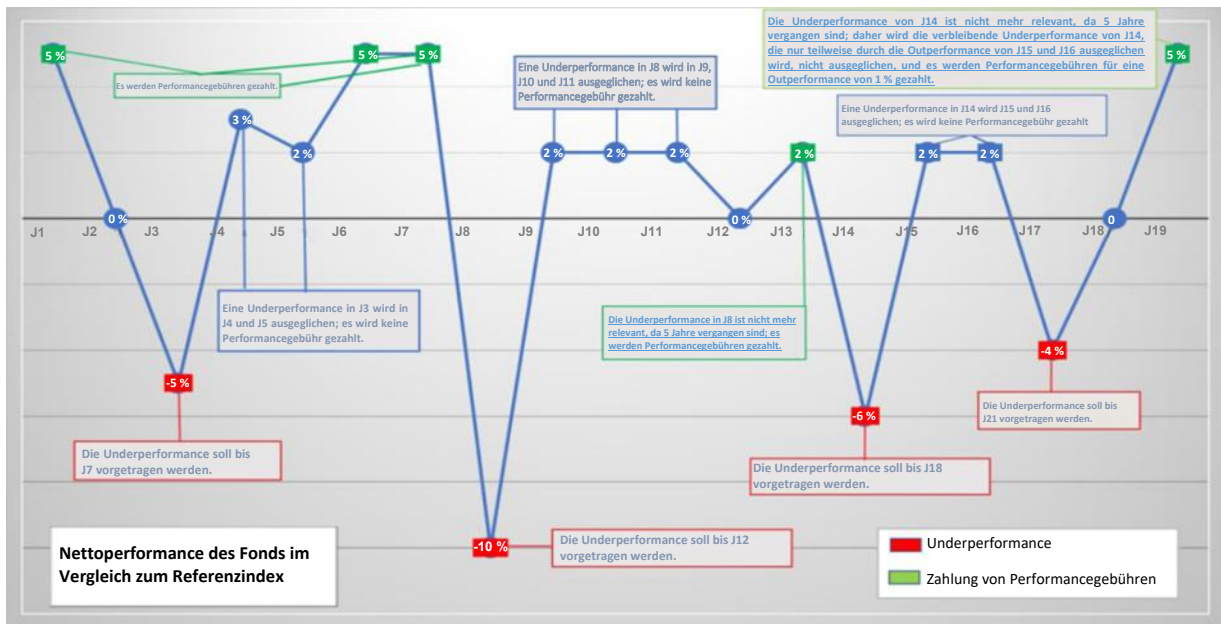 Die Underperformance von J14 ist nicht mehr relevant, da 5 Jahre
vergangen sind; daher wird die verbleibende Underperformance von J14,
die nur teilweise durch die Outperformance von J15 und J16 ausgeglichen
wird, nicht ausgeglichen, und es werden Performancegebühren für eine
Outperformance von 1 % gezahlt.
5 %
5 %
5 %
5 %
Es werden Performancegebühren gezahlt.
Eine Underperformance in J8 wird in J9,
J10 und J11 ausgeglichen; es wird keine
Performancegebühr gezahlt.
Eine Underperformance in J14 wird J15 und J16
ausgeglichen; es wird keine Performancegebühr gezahlt
3 %
2 %
2 %
2 %
2 %
2 %
2 %
2 %
0 %
0 %
0
J1
J2
J3
J4
J5
J6
J7
J8
J9
J10
J11
J12
J13
J14
J15
J16
J17
J18
J19
Eine Underperformance in J3 wird in
J4 und J5 ausgeglichen; es wird keine
Performancegebühr gezahlt.
Die Underperformance in J8 ist nicht mehr
relevant, da 5 Jahre vergangen sind; es
werden Performancegebühren gezahlt.
-5 %
-4 %
-6 %
Die Underperformance soll bis
J21 vorgetragen werden.
Die Underperformance soll bis
J7 vorgetragen werden.
Die Underperformance soll bis J18
vorgetragen werden.
-10 %
Die Underperformance soll bis J12
vorgetragen werden.
Nettoperformance des Fonds im
Vergleich zum Referenzindex
Underperformance
Zahlung von Performancegebühren